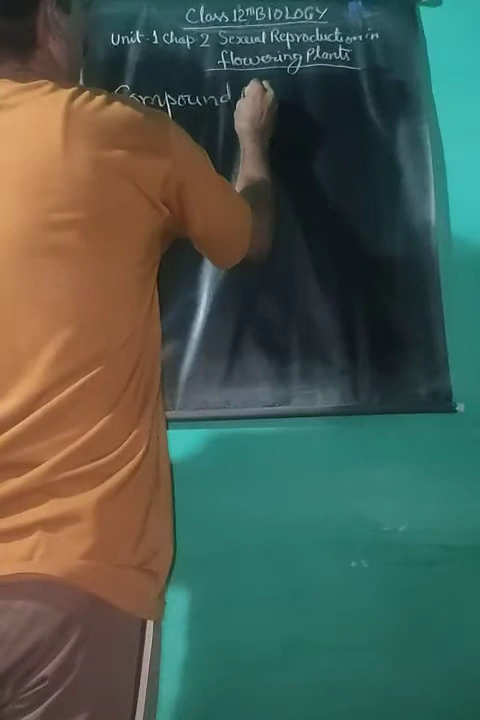 Class 12th BIOLOGY
Unit-1 Chap-2 Sexual Reproduction in
flowering Plants
Compound